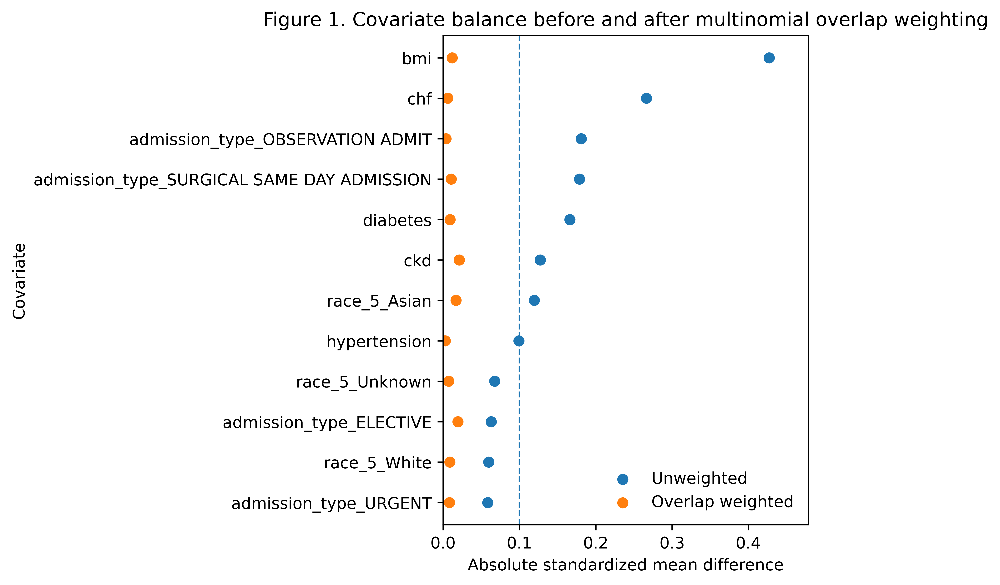 Figure 1. Covariate balance before and after multinomial overlap weighting
Covariate
bmi
chf
admission_type_OBSERVATION ADMIT
admission_type_SURGICAL SAME DAY ADMISSION
diabetes
ckd
race_5_Asian
hypertension
race_5_Unknown
admission_type_ELECTIVE
race_5_White
admission_type_URGENT
Unweighted
Overlap weighted
0.0 0.1 0.2 0.3 0.4
Absolute standardized mean difference